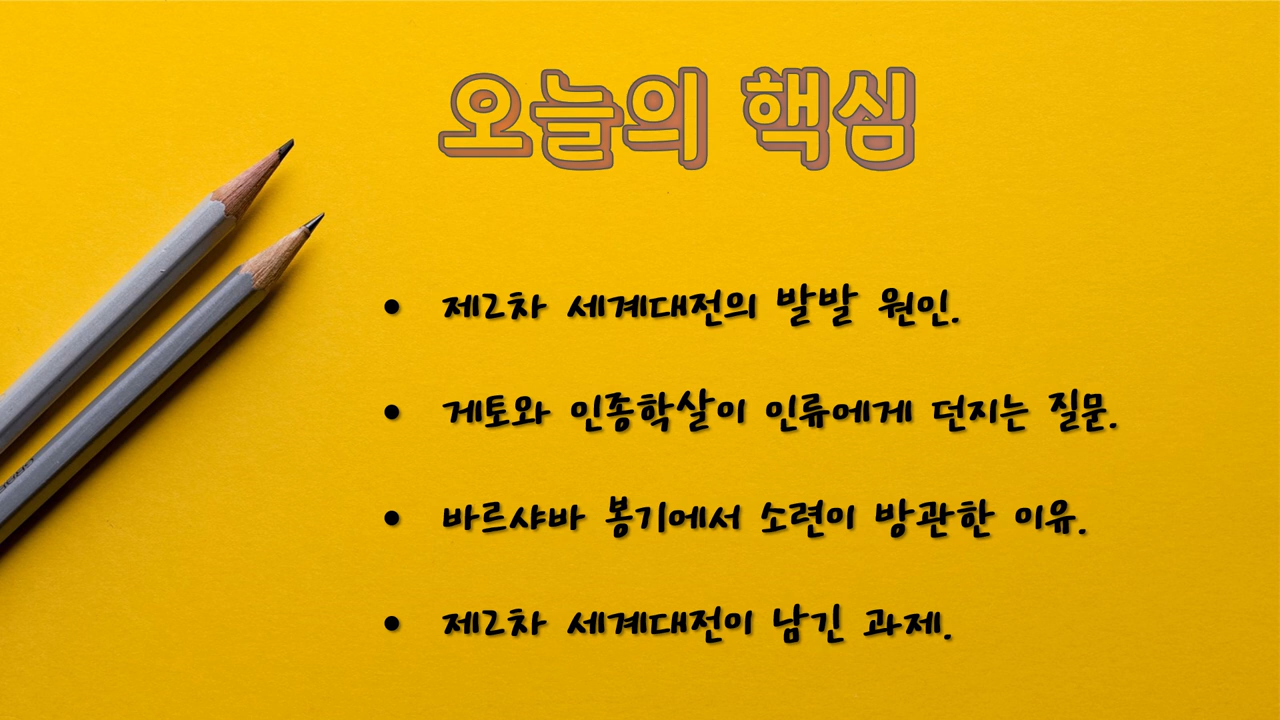 오늘의 핵심
• 제2차 세계대전의 발발 원인.
• 게토와 인종학살이 인류에게 던지는 질문.
• 바르샤바 봉기에서 소련이 방관한 이유.
• 제2차 세계대전이 남긴 과제.